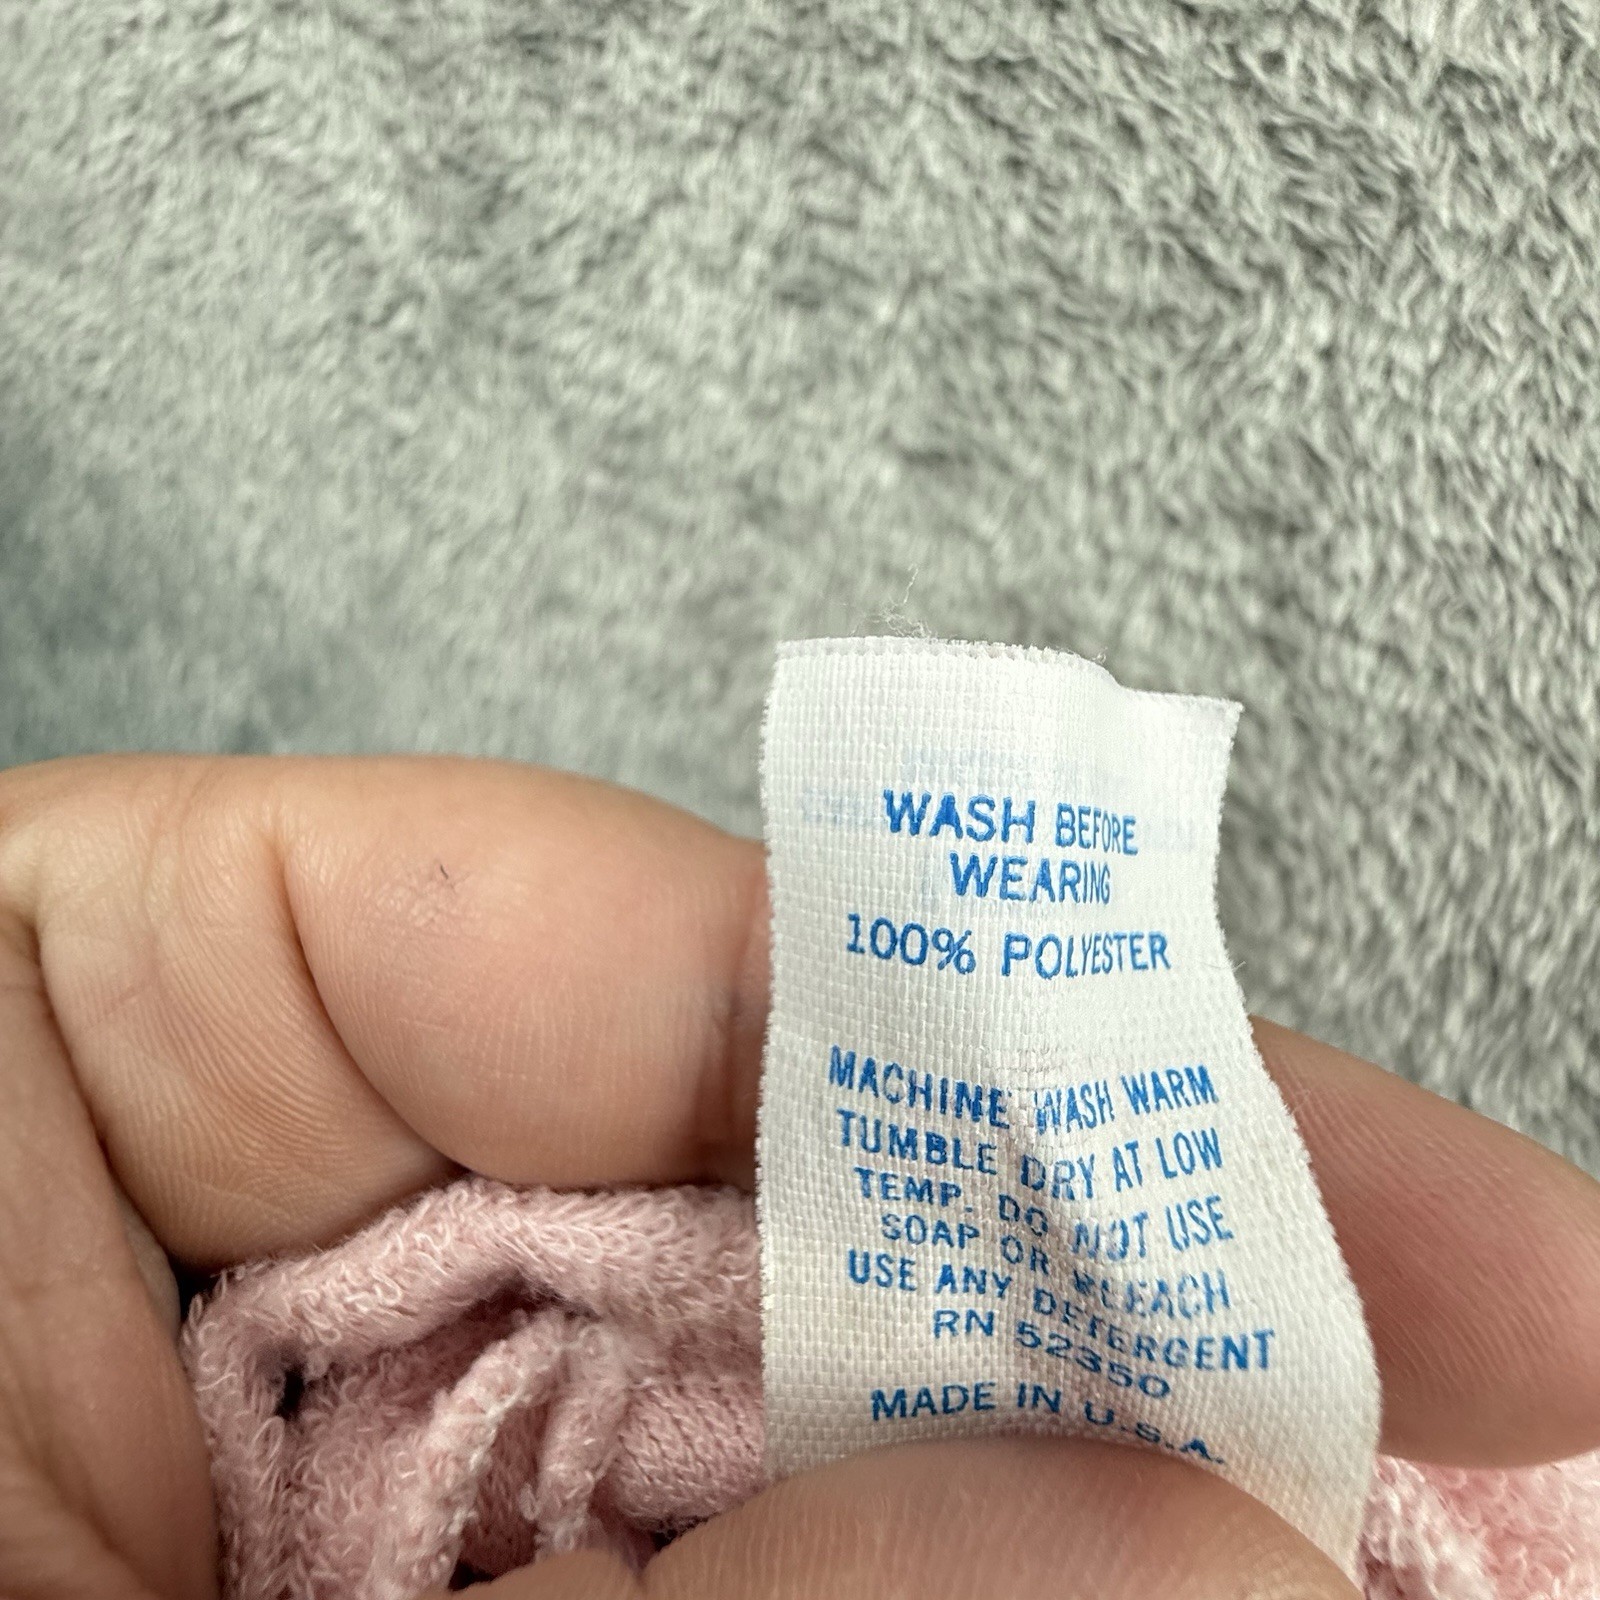 WASH BEFORE
WEARING
100% POLYESTER
MACHINE WASH WARM
TUMBLE DRY AT LOW
TEMP. DO NOT USE
SOAP OR BLEACH
USE ANY DETERGENT
RN 52350
MADE IN U.S.A.